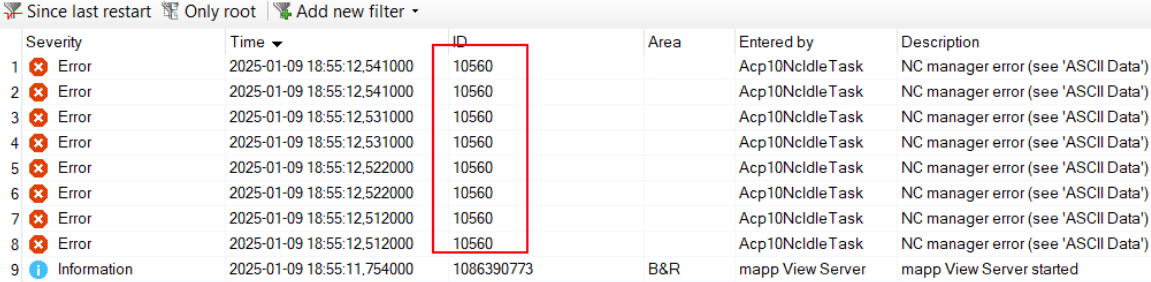 Since last restart Only root Add new filter
Severity Time ID Area Entered by Description
1 Error 2025-01-09 18:55:12,541000 10560 Acp10NcIdleTask NC manager error (see 'ASCII Data')
2 Error 2025-01-09 18:55:12,541000 10560 Acp10NcIdleTask NC manager error (see 'ASCII Data')
3 Error 2025-01-09 18:55:12,531000 10560 Acp10NcIdleTask NC manager error (see 'ASCII Data')
4 Error 2025-01-09 18:55:12,531000 10560 Acp10NcIdleTask NC manager error (see 'ASCII Data')
5 Error 2025-01-09 18:55:12,522000 10560 Acp10NcIdleTask NC manager error (see 'ASCII Data')
6 Error 2025-01-09 18:55:12,522000 10560 Acp10NcIdleTask NC manager error (see 'ASCII Data')
7 Error 2025-01-09 18:55:12,512000 10560 Acp10NcIdleTask NC manager error (see 'ASCII Data')
8 Error 2025-01-09 18:55:12,512000 10560 Acp10NcIdleTask NC manager error (see 'ASCII Data')
9 Information 2025-01-09 18:55:11,754000 1086390773 B&R mapp View Server mapp View Server started